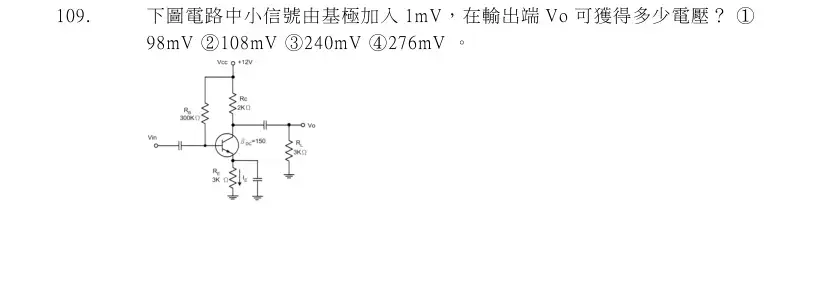 109. 下圖電路中小信號由基極加入 1mV，在輸出端 Vo 可獲得多少電壓？ ①
98mV ②108mV ③240mV ④276mV 。
Vcc +12V
Rc
2KΩ
RB
300KΩ
Vo
Vin
βDC=150
RL
3KΩ
RE
3K Ω
IE